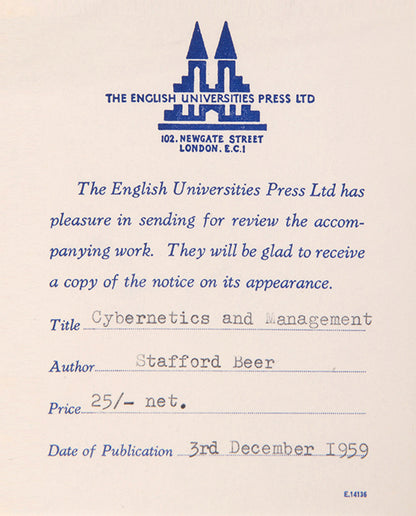 THE ENGLISH UNIVERSITIES PRESS LTD
102. NEWGATE STREET
LONDON. E.C.1
The English Universities Press Ltd has
pleasure in sending for review the accom-
panying work. They will be glad to receive
a copy of the notice on its appearance.
Title Cybernetics and Management
Author Stafford Beer
Price 25/- net.
Date of Publication 3rd December 1959
E.14136